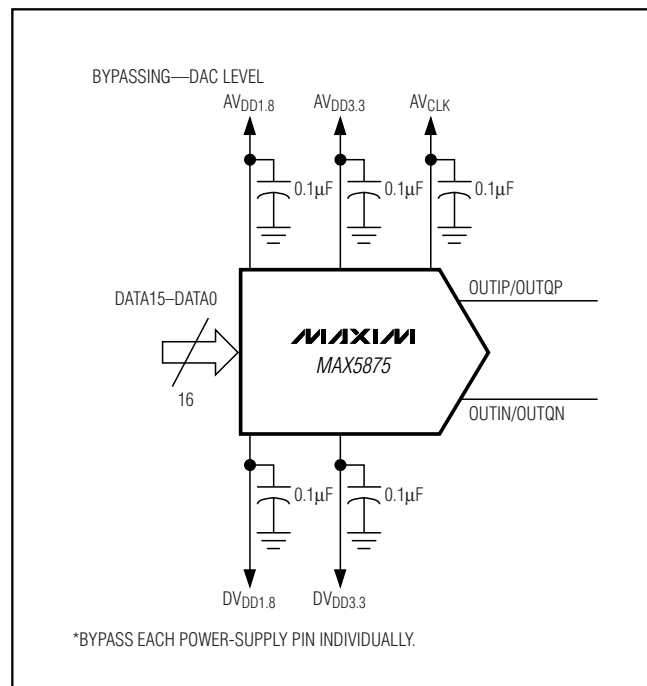 BYPASSING—DAC LEVEL
AVDD1.8 AVDD3.3 AVCLK
0.1µF 0.1µF 0.1µF
DATA15–DATA0
16
MAXIM
MAX5875
OUTIP/OUTQP
OUTIN/OUTQN
0.1µF 0.1µF
DVDD1.8 DVDD3.3
*BYPASS EACH POWER-SUPPLY PIN INDIVIDUALLY.